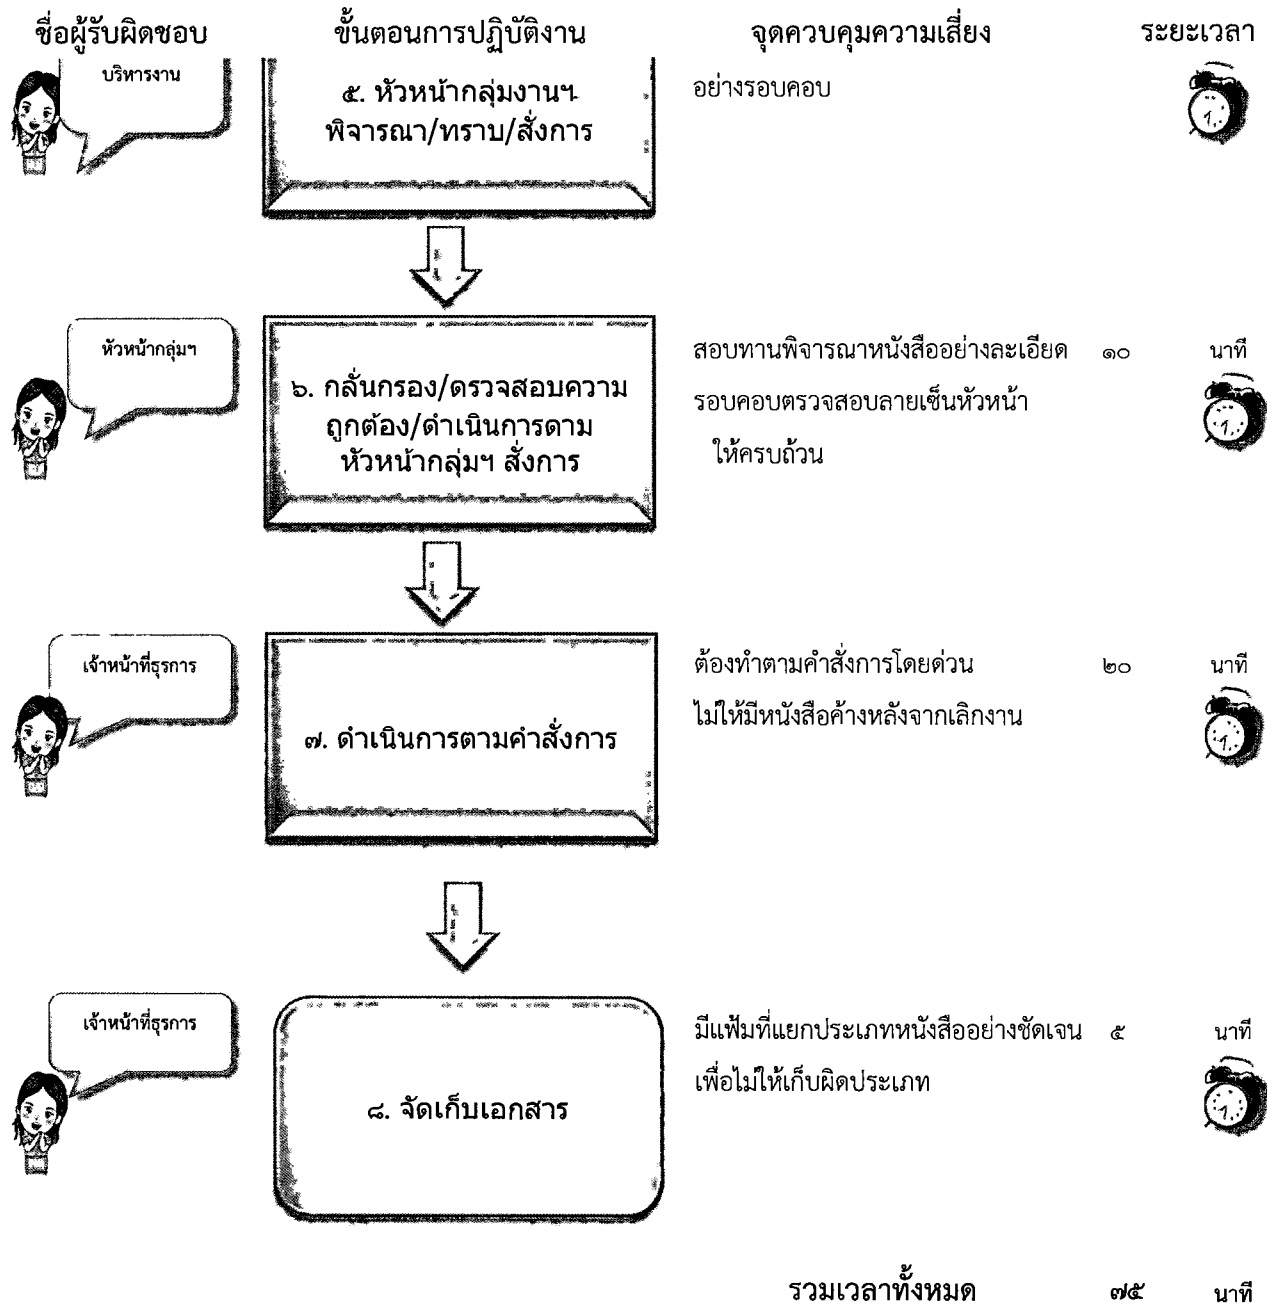 ชื่อผู้รับผิดชอบ ขั้นตอนการปฏิบัติงาน จุดควบคุมความเสี่ยง ระยะเวลา
บริหารงาน
๕. หัวหน้ากลุ่มงานฯ
พิจารณา/ทราบ/สั่งการ
อย่างรอบคอบ
หัวหน้ากลุ่มฯ
๖. กลั่นกรอง/ตรวจสอบความ
ถูกต้อง/ดำเนินการตาม
หัวหน้ากลุ่มฯ สั่งการ
สอบทานพิจารณาหนังสืออย่างละเอียด ๑๐ นาที
รอบคอบตรวจสอบลายเซ็นหัวหน้า
ให้ครบถ้วน
เจ้าหน้าที่ธุรการ
๗. ดำเนินการตามคำสั่งการ
ต้องทำตามคำสั่งการโดยด่วน ๒๐ นาที
ไม่ให้มีหนังสือค้างหลังจากเลิกงาน
เจ้าหน้าที่ธุรการ
๘. จัดเก็บเอกสาร
มีแฟ้มที่แยกประเภทหนังสืออย่างชัดเจน ๕ นาที
เพื่อไม่ให้เก็บผิดประเภท
รวมเวลาทั้งหมด ๗๕ นาที